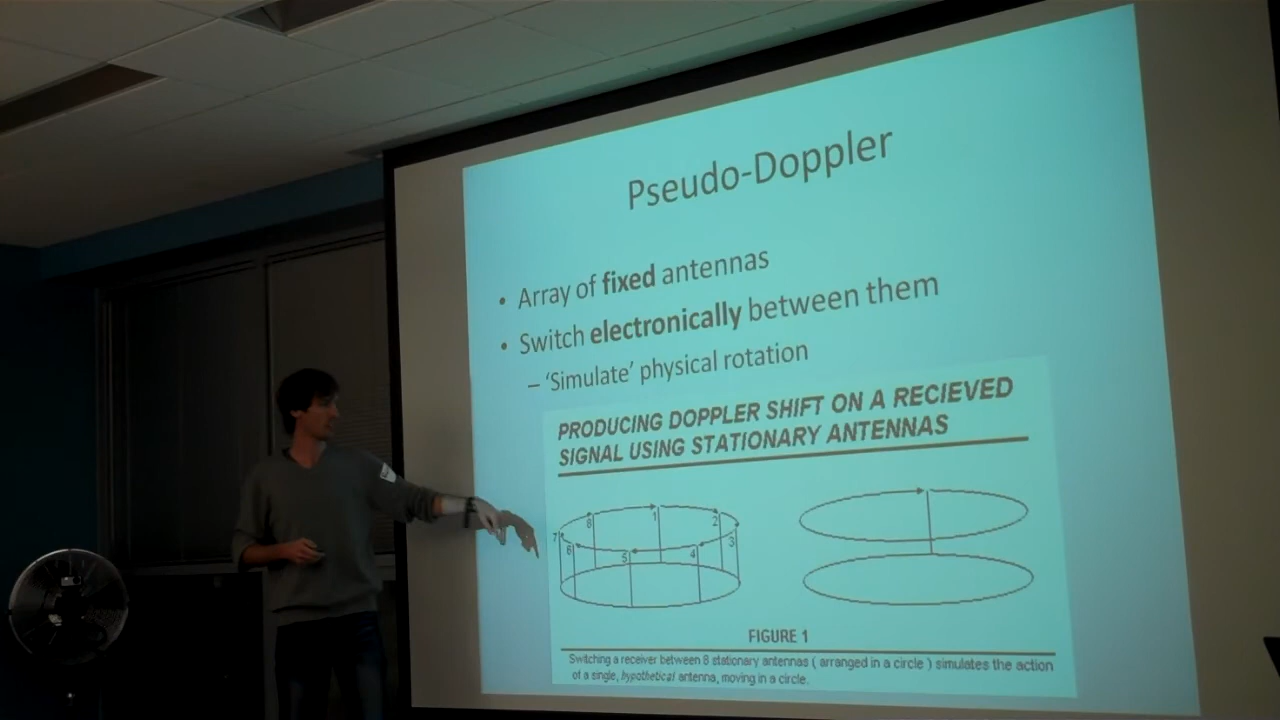 Pseudo-Doppler
• Array of fixed antennas
• Switch electronically between them
– ‘Simulate’ physical rotation
PRODUCING DOPPLER SHIFT ON A RECIEVED
SIGNAL USING STATIONARY ANTENNAS
8 1 2
7 6 5 4 3
FIGURE 1
Switching a receiver between 8 stationary antennas ( arranged in a circle ) simulates the action
of a single, hypothetical antenna, moving in a circle.